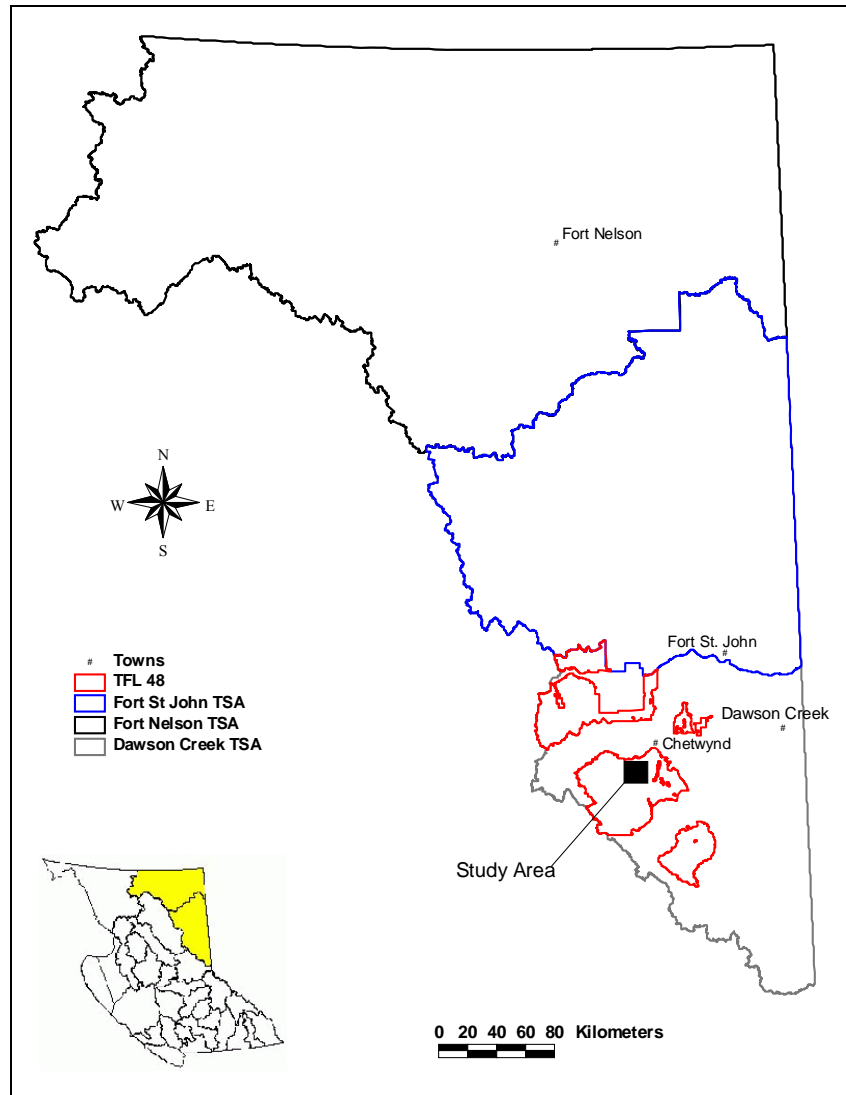 # Fort Nelson
N
W E
S
Fort St. John
#
# Towns
TFL 48
Fort St John TSA
Fort Nelson TSA
Dawson Creek TSA
Dawson Creek
#
# Chetwynd
Study Area
0 20 40 60 80 Kilometers